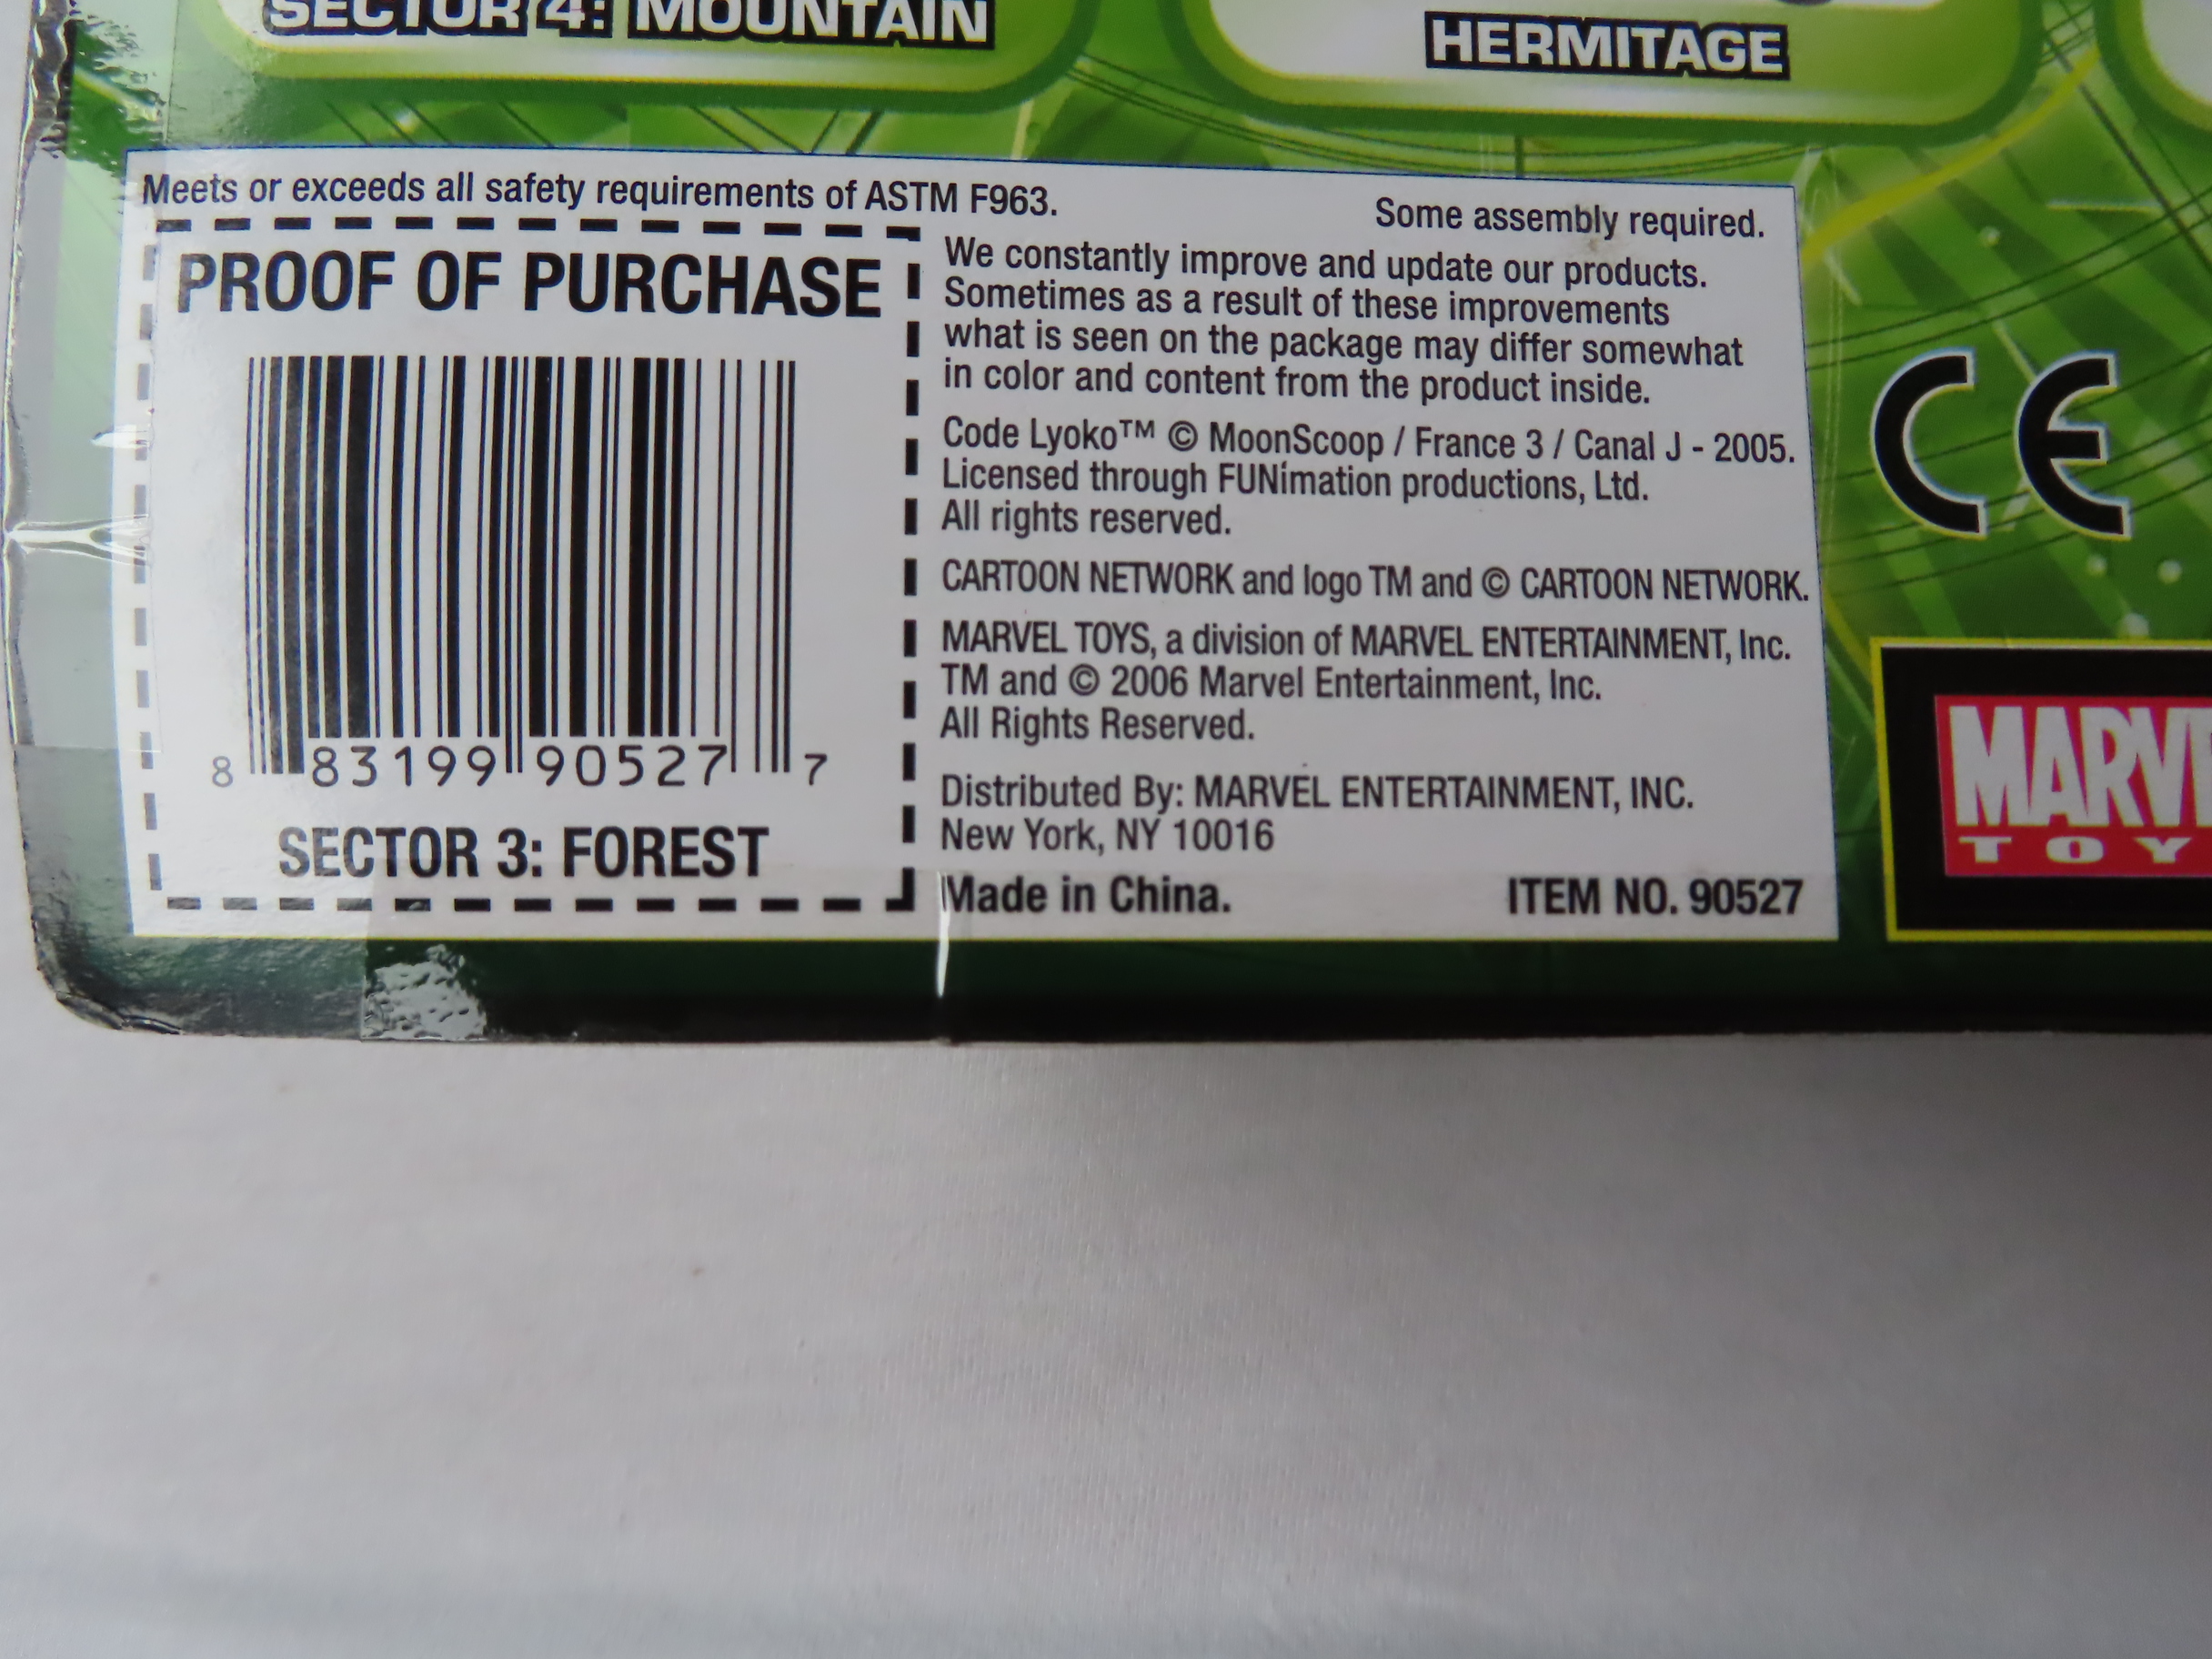 SECTOR 4: MOUNTAIN
HERMITAGE
Meets or exceeds all safety requirements of ASTM F963.
Some assembly required.
PROOF OF PURCHASE
8 83199 90527 7
SECTOR 3: FOREST
We constantly improve and update our products.
Sometimes as a result of these improvements
what is seen on the package may differ somewhat
in color and content from the product inside.
Code Lyoko™ © MoonScoop / France 3 / Canal J - 2005.
Licensed through FUNimation productions, Ltd.
All rights reserved.
CARTOON NETWORK and logo TM and © CARTOON NETWORK.
MARVEL TOYS, a division of MARVEL ENTERTAINMENT, Inc.
TM and © 2006 Marvel Entertainment, Inc.
All Rights Reserved.
Distributed By: MARVEL ENTERTAINMENT, INC.
New York, NY 10016
Made in China.
ITEM NO. 90527
CE
MARVE
TOY